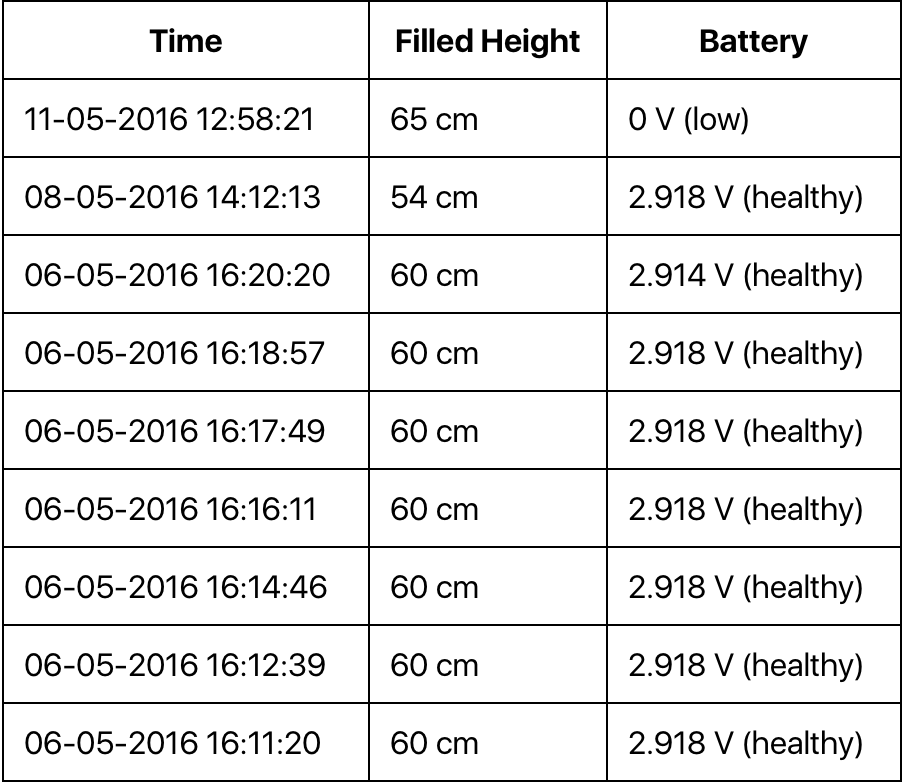 Time Filled Height Battery
11-05-2016 12:58:21 65 cm 0 V (low)
08-05-2016 14:12:13 54 cm 2.918 V (healthy)
06-05-2016 16:20:20 60 cm 2.914 V (healthy)
06-05-2016 16:18:57 60 cm 2.918 V (healthy)
06-05-2016 16:17:49 60 cm 2.918 V (healthy)
06-05-2016 16:16:11 60 cm 2.918 V (healthy)
06-05-2016 16:14:46 60 cm 2.918 V (healthy)
06-05-2016 16:12:39 60 cm 2.918 V (healthy)
06-05-2016 16:11:20 60 cm 2.918 V (healthy)